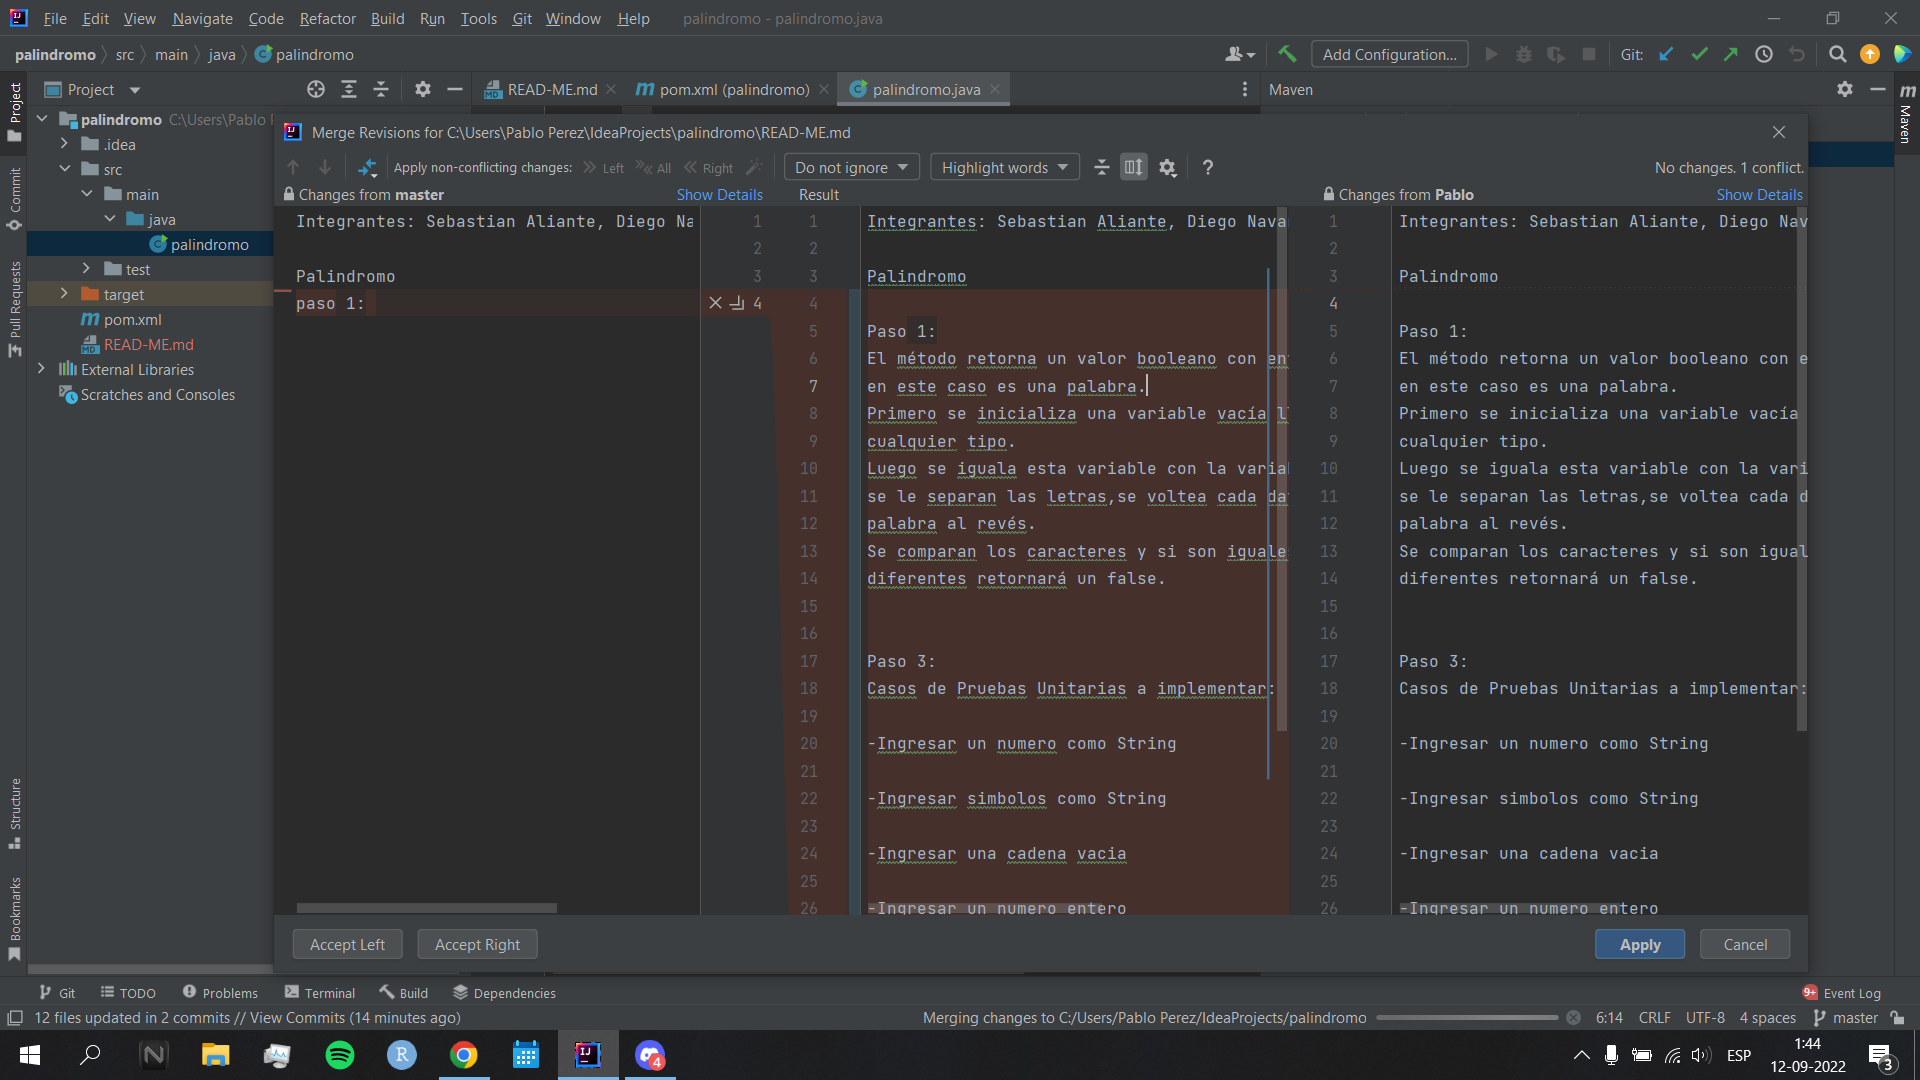 File Edit View Navigate Code Refactor Build Run Tools Git Window Help palindromo - palindromo.java
palindromo src main java palindromo Add Configuration... Git:
Project READ-ME.md pom.xml (palindromo) palindromo.java Maven
palindromo C:\Users\Pablo P
.idea
src
main
java
palindromo
test
target
pom.xml
READ-ME.md
External Libraries
Scratches and Consoles
Project
Commit
Pull Requests
Structure
Bookmarks
Maven
Merge Revisions for C:\Users\Pablo Perez\IdeaProjects\palindromo\READ-ME.md
Apply non-conflicting changes: Left All Right Do not ignore Highlight words ? No changes. 1 conflict.
Changes from master Show Details Result Changes from Pablo Show Details
Integrantes: Sebastian Aliante, Diego Na
Palindromo
paso 1:
1
2
3
4
1 Integrantes: Sebastian Aliante, Diego Nava
2
3 Palindromo
4
5 Paso 1:
6 El método retorna un valor booleano con en
7 en este caso es una palabra.
8 Primero se inicializa una variable vacía l
9 cualquier tipo.
10 Luego se iguala esta variable con la varia
11 se le separan las letras,se voltea cada da
12 palabra al revés.
13 Se comparan los caracteres y si son iguale
14 diferentes retornará un false.
15
16
17 Paso 3:
18 Casos de Pruebas Unitarias a implementar:
19
20 -Ingresar un numero como String
21
22 -Ingresar simbolos como String
23
24 -Ingresar una cadena vacia
25
26 -Ingresar un numero entero
1 Integrantes: Sebastian Aliante, Diego Nav
2
3 Palindromo
4
5 Paso 1:
6 El método retorna un valor booleano con e
7 en este caso es una palabra.
8 Primero se inicializa una variable vacía
9 cualquier tipo.
10 Luego se iguala esta variable con la vari
11 se le separan las letras,se voltea cada d
12 palabra al revés.
13 Se comparan los caracteres y si son igual
14 diferentes retornará un false.
15
16
17 Paso 3:
18 Casos de Pruebas Unitarias a implementar:
19
20 -Ingresar un numero como String
21
22 -Ingresar simbolos como String
23
24 -Ingresar una cadena vacia
25
26 -Ingresar un numero entero
Accept Left Accept Right Apply Cancel
Git TODO Problems Terminal Build Dependencies 9+ Event Log
12 files updated in 2 commits // View Commits (14 minutes ago) Merging changes to C:/Users/Pablo Perez/IdeaProjects/palindromo 6:14 CRLF UTF-8 4 spaces master
4 ESP 1:44
12-09-2022 3